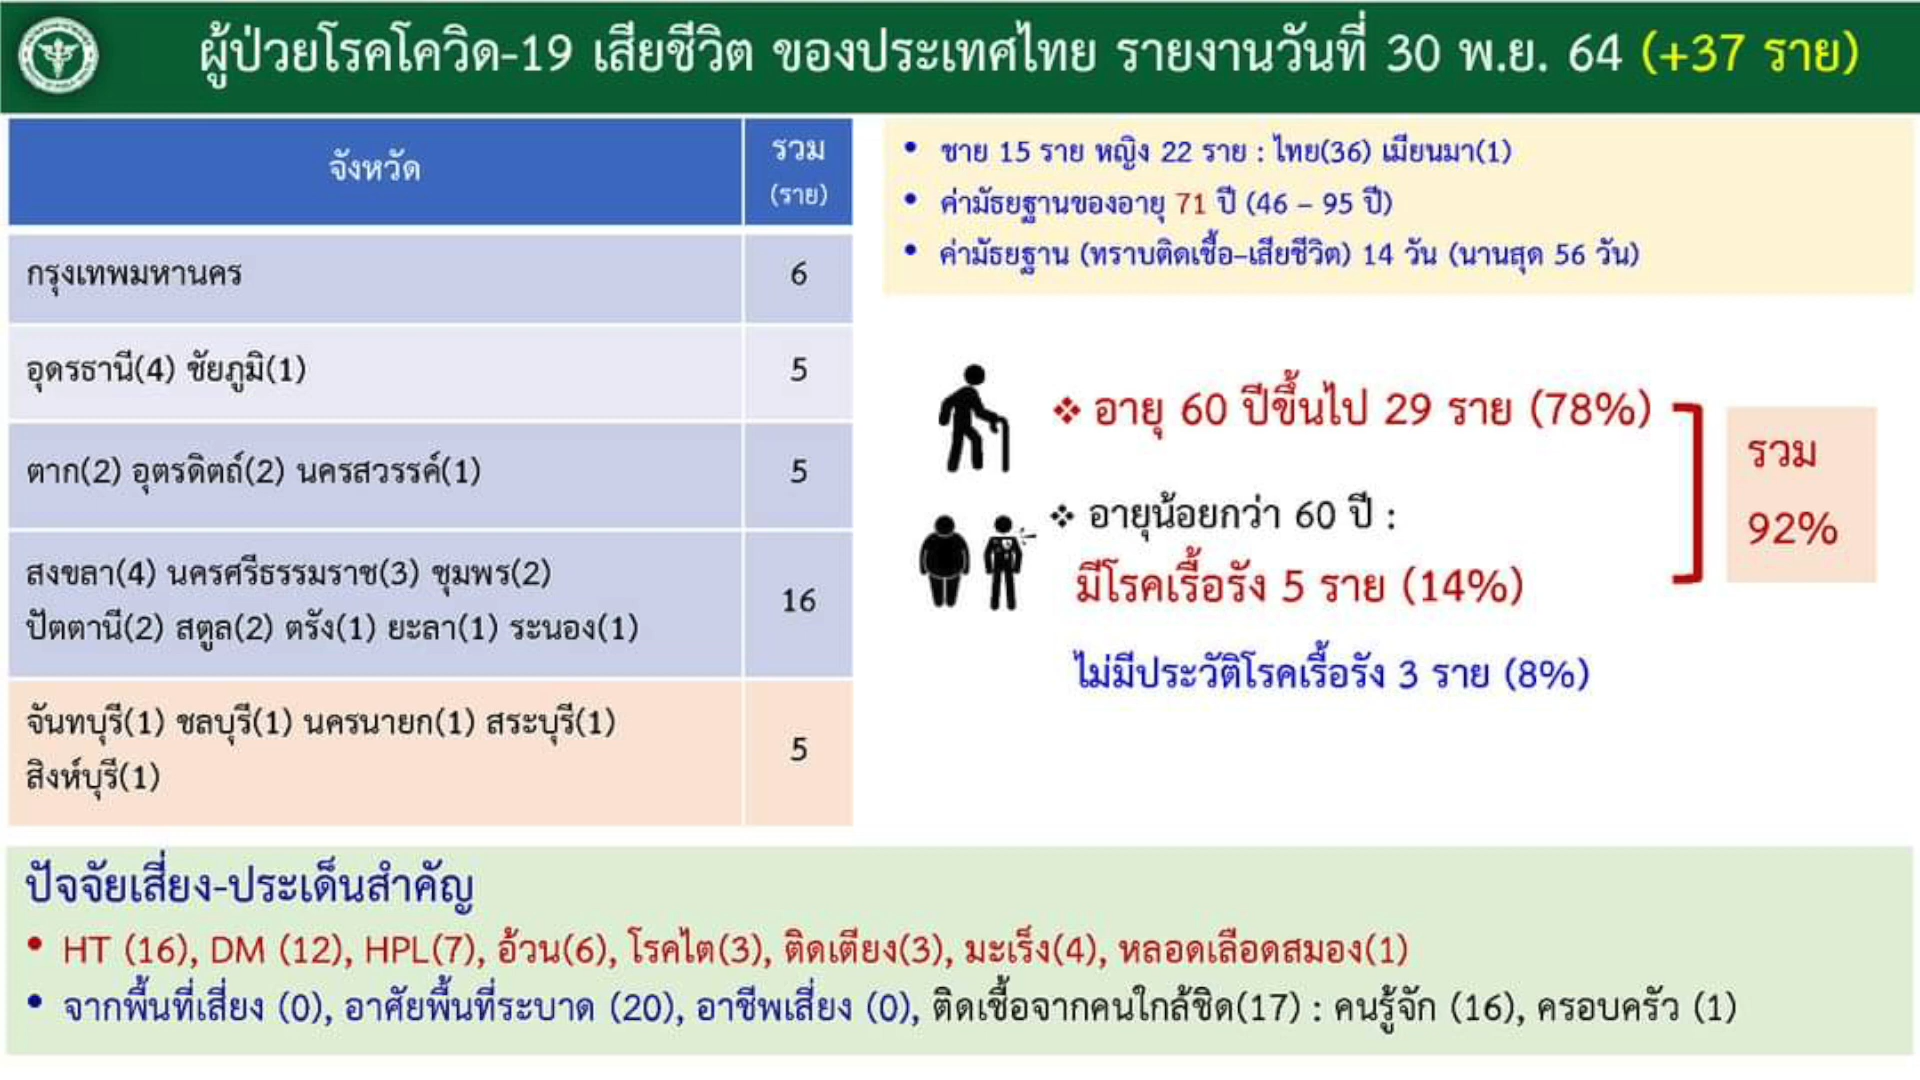 ผู้ป่วยโรคโควิด-19 เสียชีวิต ของประเทศไทย รายงานวันที่ 30 พ.ย. 64 (+37 ราย)
จังหวัด
รวม
(ราย)
กรุงเทพมหานคร 6
อุดรธานี(4) ชัยภูมิ(1) 5
ตาก(2) อุตรดิตถ์(2) นครสวรรค์(1) 5
สงขลา(4) นครศรีธรรมราช(3) ชุมพร(2)
ปัตตานี(2) สตูล(2) ตรัง(1) ยะลา(1) ระนอง(1)
16
จันทบุรี(1) ชลบุรี(1) นครนายก(1) สระบุรี(1)
สิงห์บุรี(1)
5
• ชาย 15 ราย หญิง 22 ราย : ไทย(36) เมียนมา(1)
• ค่ามัธยฐานของอายุ 71 ปี (46 – 95 ปี)
• ค่ามัธยฐาน (ทราบติดเชื้อ–เสียชีวิต) 14 วัน (นานสุด 56 วัน)
❖ อายุ 60 ปีขึ้นไป 29 ราย (78%)
❖ อายุน้อยกว่า 60 ปี :
มีโรคเรื้อรัง 5 ราย (14%)
ไม่มีประวัติโรคเรื้อรัง 3 ราย (8%)
รวม
92%
ปัจจัยเสี่ยง-ประเด็นสำคัญ
• HT (16), DM (12), HPL(7), อ้วน(6), โรคไต(3), ติดเตียง(3), มะเร็ง(4), หลอดเลือดสมอง(1)
• จากพื้นที่เสี่ยง (0), อาศัยพื้นที่ระบาด (20), อาชีพเสี่ยง (0), ติดเชื้อจากคนใกล้ชิด(17) : คนรู้จัก (16), ครอบครัว (1)